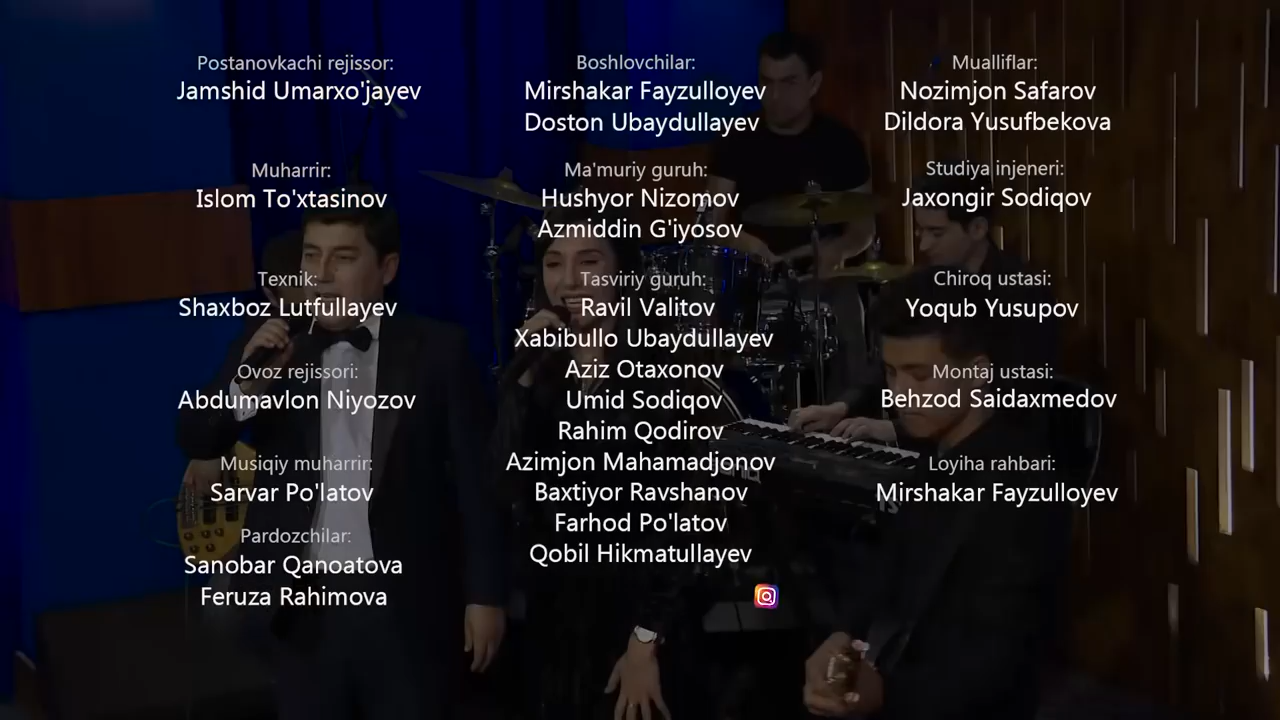 Postanovkachi rejissor:
Jamshid Umarxo'jayev
Muharrir:
Islom To'xtasinov
Texnik:
Shaxboz Lutfullayev
Ovoz rejissori:
Abdumavlon Niyozov
Musiqiy muharrir:
Sarvar Po'latov
Pardozchilar:
Sanobar Qanoatova
Feruza Rahimova
Boshlovchilar:
Mirshakar Fayzulloyev
Doston Ubaydullayev
Ma'muriy guruh:
Hushyor Nizomov
Azmiddin G'iyosov
Tasviriy guruh:
Ravil Valitov
Xabibullo Ubaydullayev
Aziz Otaxonov
Umid Sodiqov
Rahim Qodirov
Azimjon Mahamadjonov
Baxtiyor Ravshanov
Farhod Po'latov
Qobil Hikmatullayev
Mualliflar:
Nozimjon Safarov
Dildora Yusufbekova
Studiya injeneri:
Jaxongir Sodiqov
Chiroq ustasi:
Yoqub Yusupov
Montaj ustasi:
Behzod Saidaxmedov
Loyiha rahbari:
Mirshakar Fayzulloyev